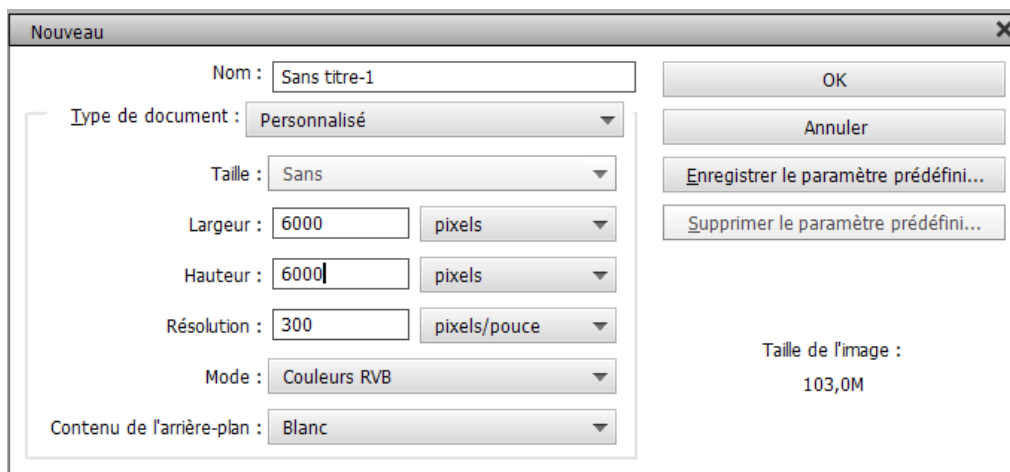 Nouveau
Nom : Sans titre-1
OK
Type de document : Personnalisé
Annuler
Taille : Sans
Enregistrer le paramètre prédéfini...
Largeur : 6000 pixels
Supprimer le paramètre prédéfini...
Hauteur : 6000 pixels
Résolution : 300 pixels/pouce
Taille de l'image :
Mode : Couleurs RVB
103,0M
Contenu de l'arrière-plan : Blanc